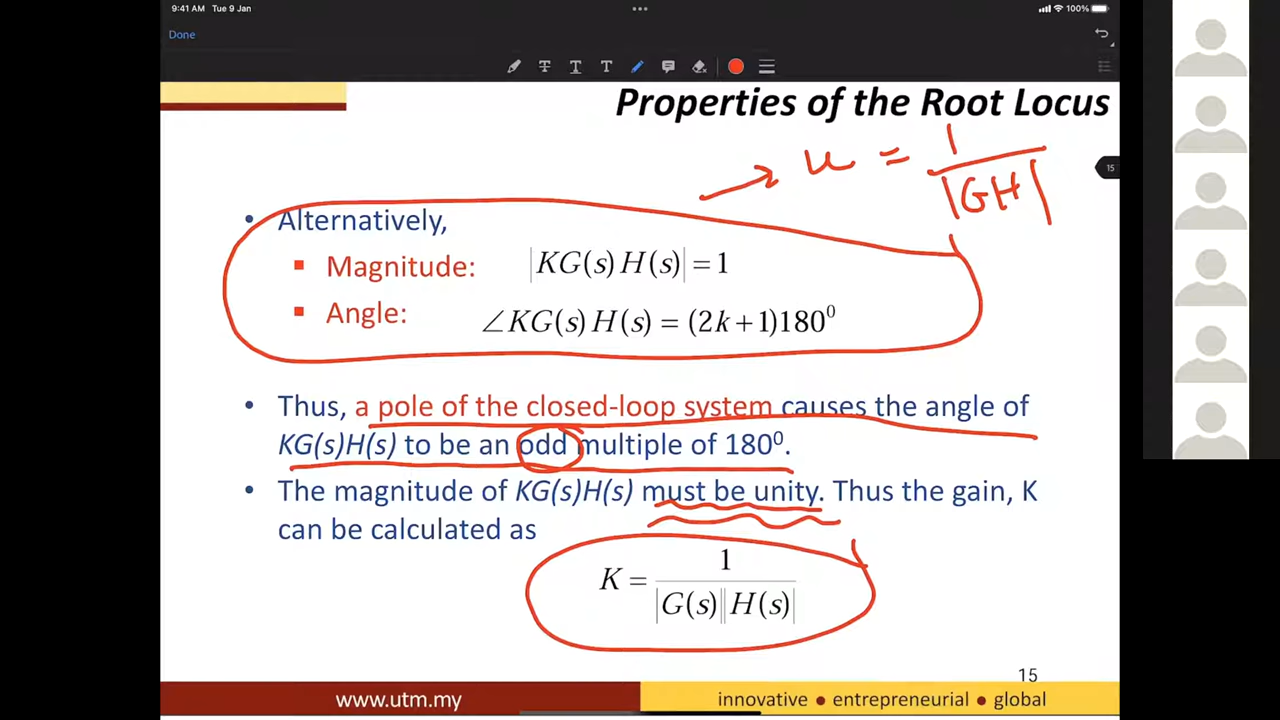 9:41 AM Tue 9 Jan
100%
Done
Properties of the Root Locus
15
u = 1 / |GH|
• Alternatively,
▪ Magnitude: |KG(s)H(s)| = 1
▪ Angle: ∠KG(s)H(s) = (2k+1)180⁰
• Thus, a pole of the closed-loop system causes the angle of
KG(s)H(s) to be an odd multiple of 180⁰.
• The magnitude of KG(s)H(s) must be unity. Thus the gain, K
can be calculated as
K = 1 / |G(s)||H(s)|
15
www.utm.my
innovative ● entrepreneurial ● global